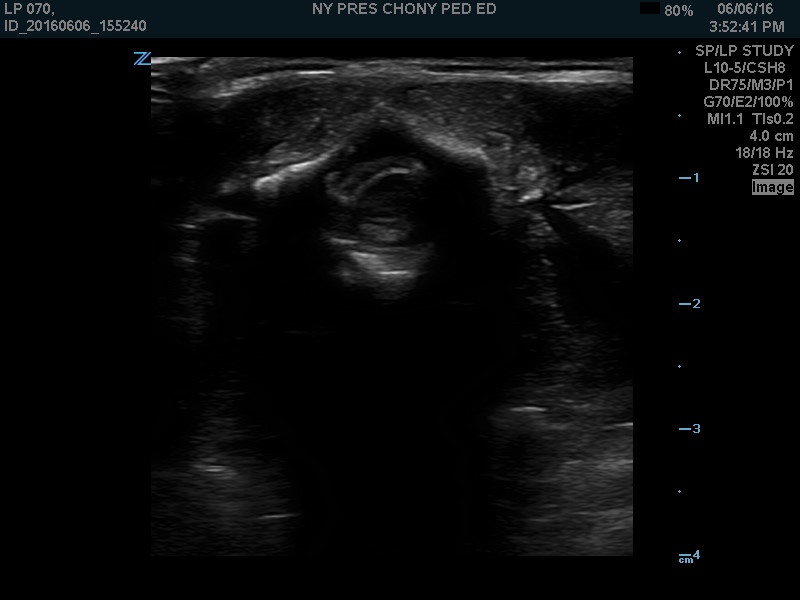 LP 070,
ID_20160606_155240
NY PRES CHONY PED ED
80%
06/06/16
3:52:41 PM
SP/LP STUDY
L10-5/CSH8
DR75/M3/P1
G70/E2/100%
MI1.1 TIs0.2
4.0 cm
18/18 Hz
ZSI 20
Image
Z
1
2
3
4
cm